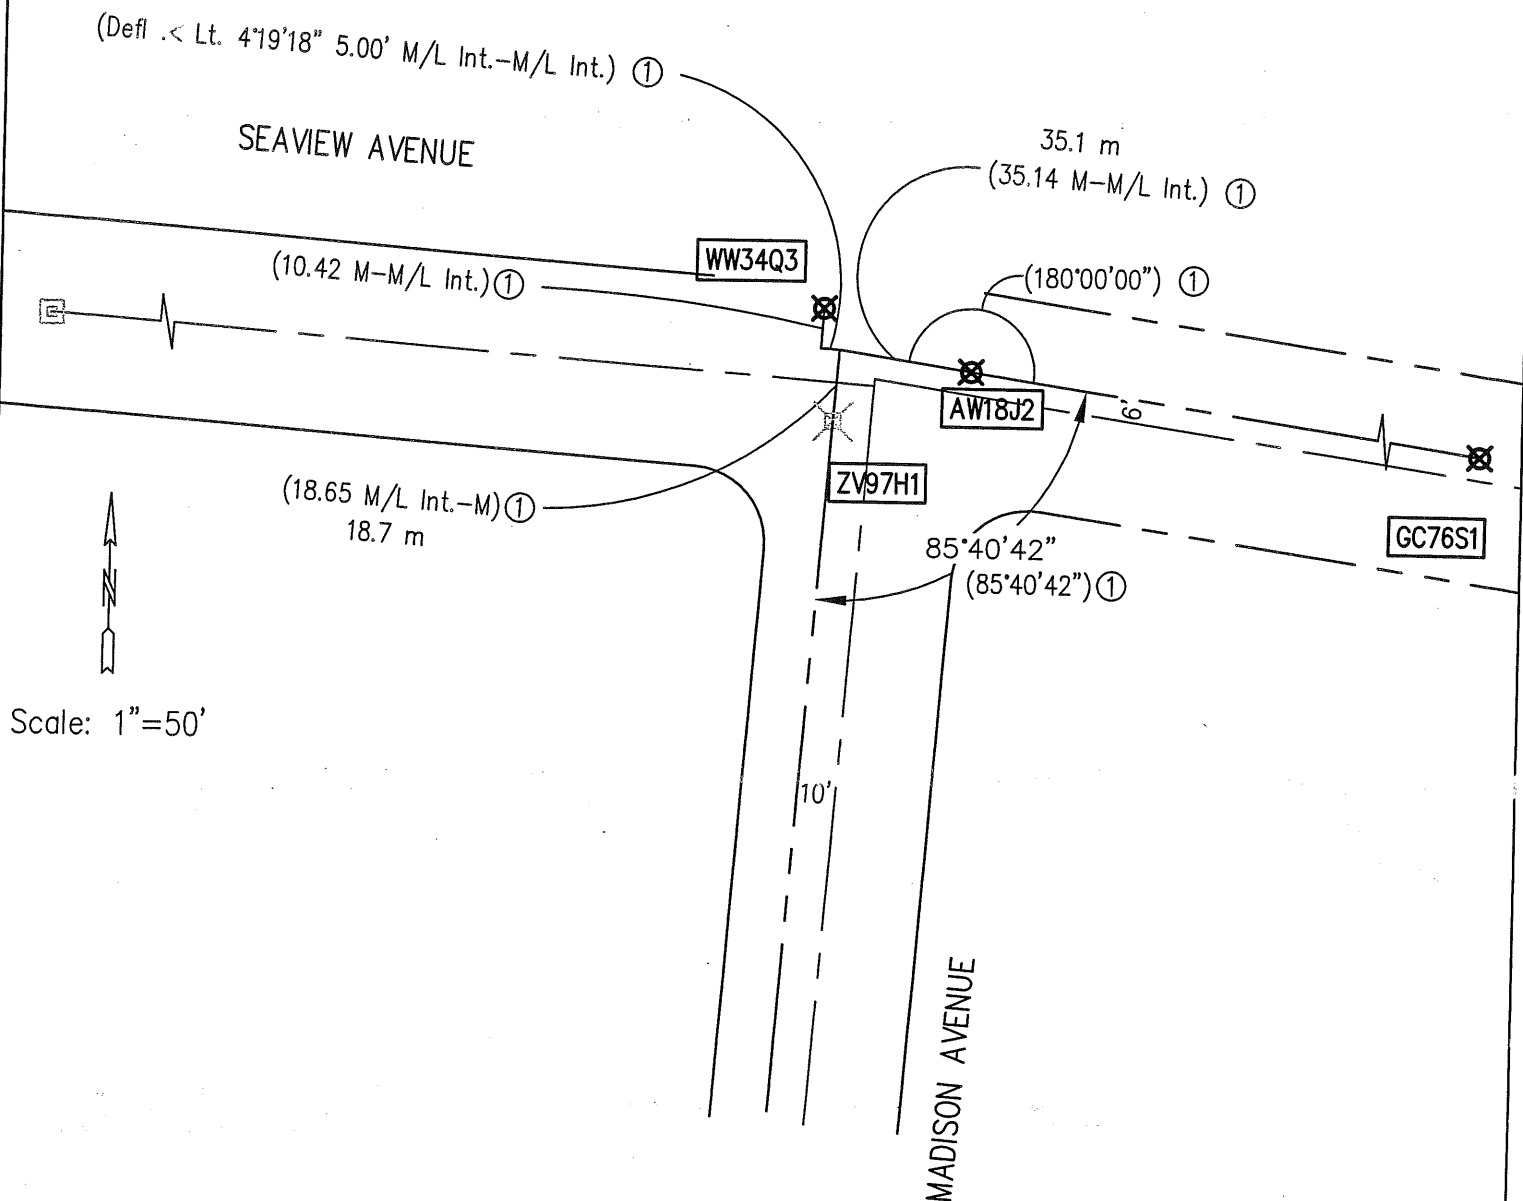 (Defl .< Lt. 4°19'18" 5.00' M/L Int.-M/L Int.) ①
SEAVIEW AVENUE
35.1 m
(35.14 M-M/L Int.) ①
WW34Q3
(10.42 M-M/L Int.) ①
(180°00'00") ①
AW18J2
6'
(18.65 M/L Int.-M) ①
18.7 m
ZV97H1
GC76S1
85°40'42"
(85°40'42") ①
N
Scale: 1"=50'
10'
MADISON AVENUE